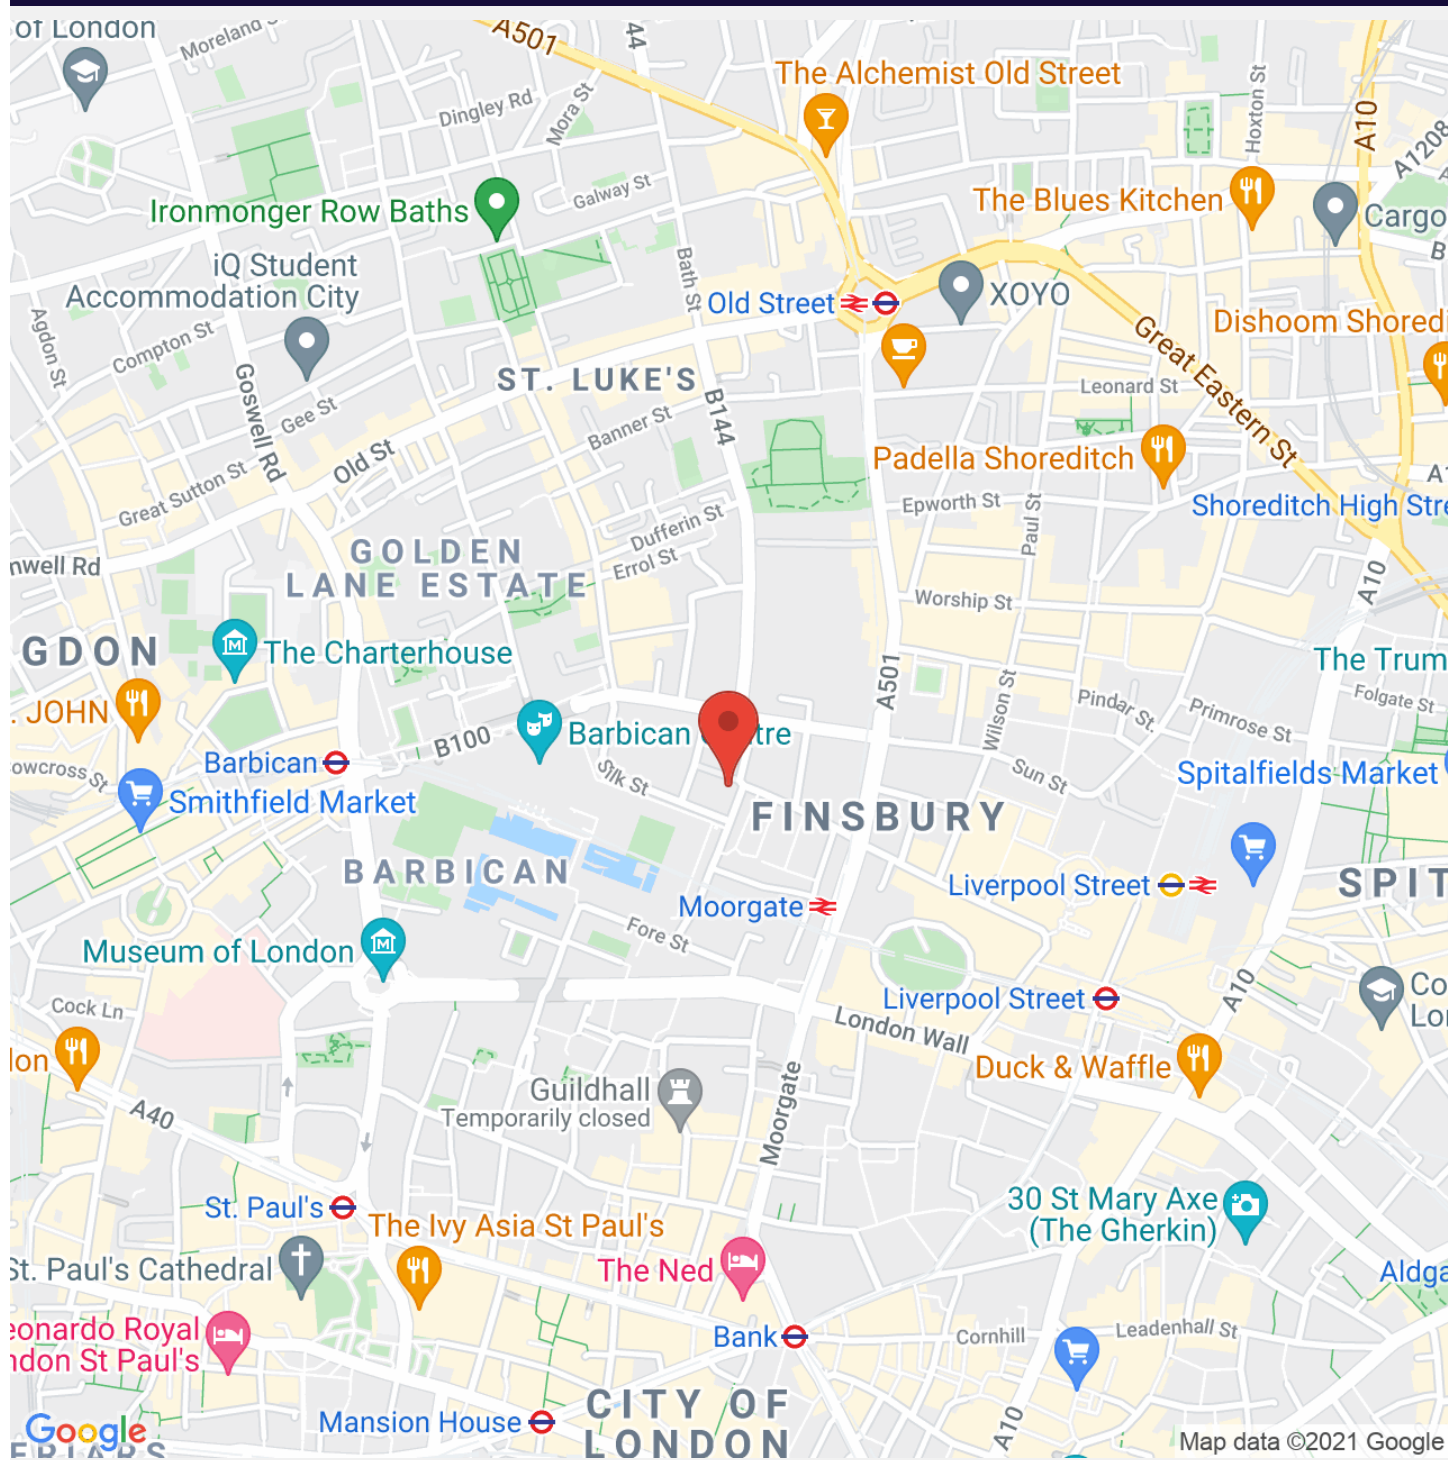 of London
Moreland S
A501
44
The Alchemist Old Street
Dingley Rd
Mora St
Hoxton St
A10
A1208
Galway St
Ironmonger Row Baths
The Blues Kitchen
Cargo
B
iQ Student
Accommodation City
Bath St
Old Street
XOYO
Agdon St
Compton St
Goswell Rd
Gee St
ST. LUKE'S
B144
Dishoom Shoredi
Great Eastern St
Leonard St
Banner St
Old St
Padella Shoreditch
Great Sutton St
Epworth St
Paul St
Shoreditch High Stre
Dufferin St
Errol St
GOLDEN
LANE ESTATE
nwell Rd
A10
Worship St
GDON
The Charterhouse
The Trum
A501
Wilson St
Pindar St.
Primrose St
Folgate St
. JOHN
B100
Barbican
tre
Barbican
Silk St
Sun St
Spitalfields Market
owcross St
Smithfield Market
FINSBURY
BARBICAN
Liverpool Street
SPIT
Moorgate
Fore St
Museum of London
Cock Ln
Liverpool Street
A10
Co
Lo
London Wall
lon
Duck & Waffle
Guildhall
Temporarily closed
Moorgate
A40
St. Paul's
The Ivy Asia St Paul's
30 St Mary Axe
(The Gherkin)
St. Paul's Cathedral
The Ned
Aldga
eonardo Royal
ndon St Paul's
Bank
Cornhill
Leadenhall St
CITY OF
LONDON
Mansion House
A10
Google
FRIARS
Map data ©2021 Google